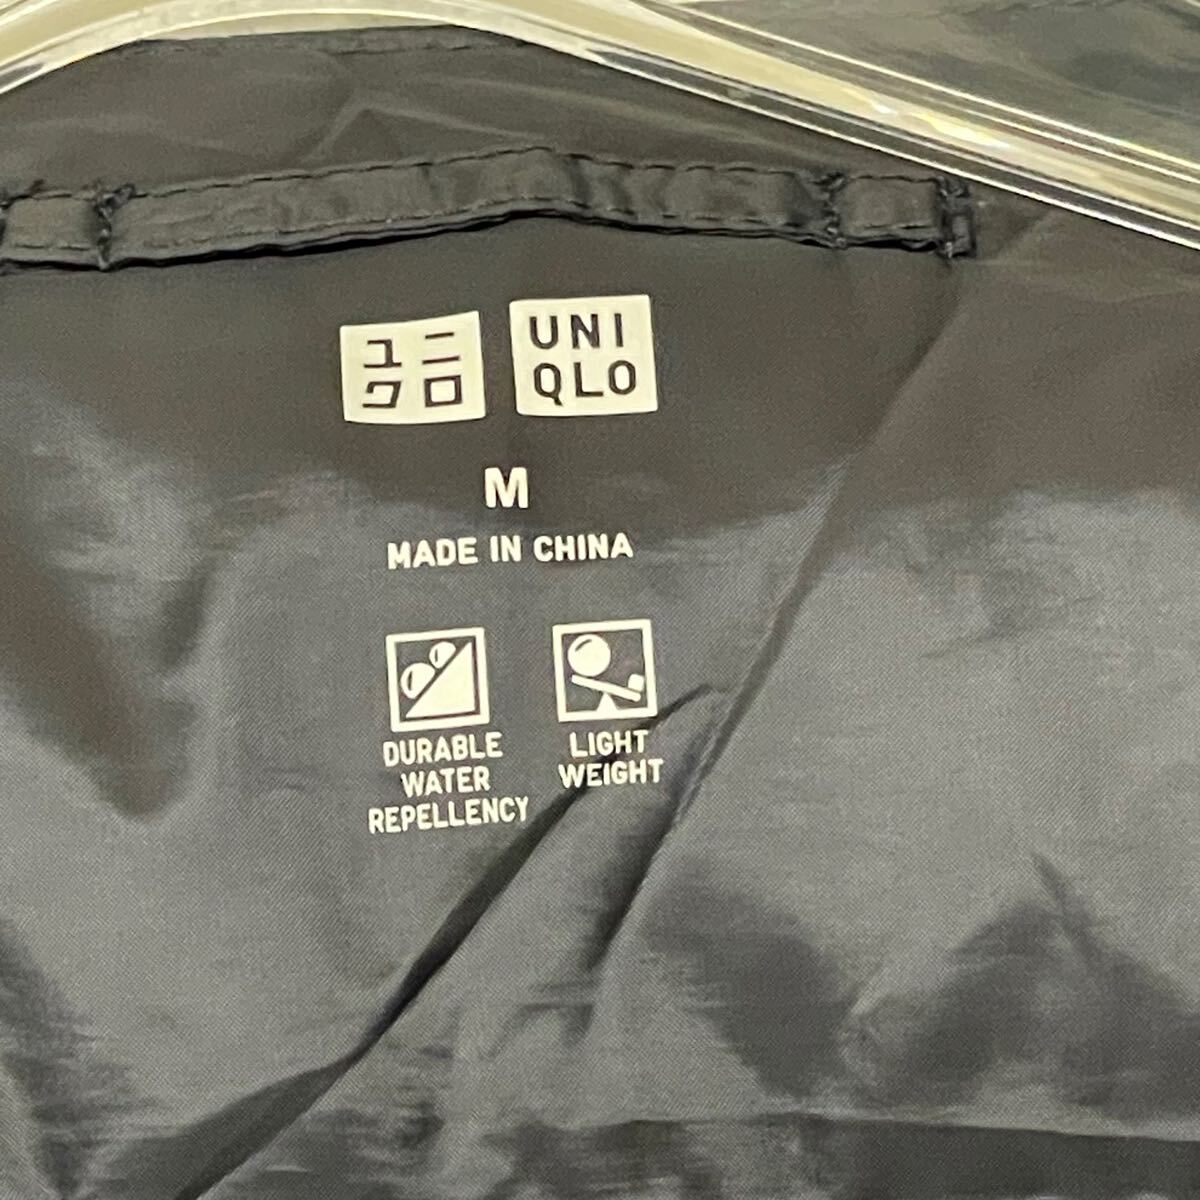 ユニ
クロ
UNI
QLO
M
MADE IN CHINA
DURABLE
WATER
REPELLENCY
LIGHT
WEIGHT